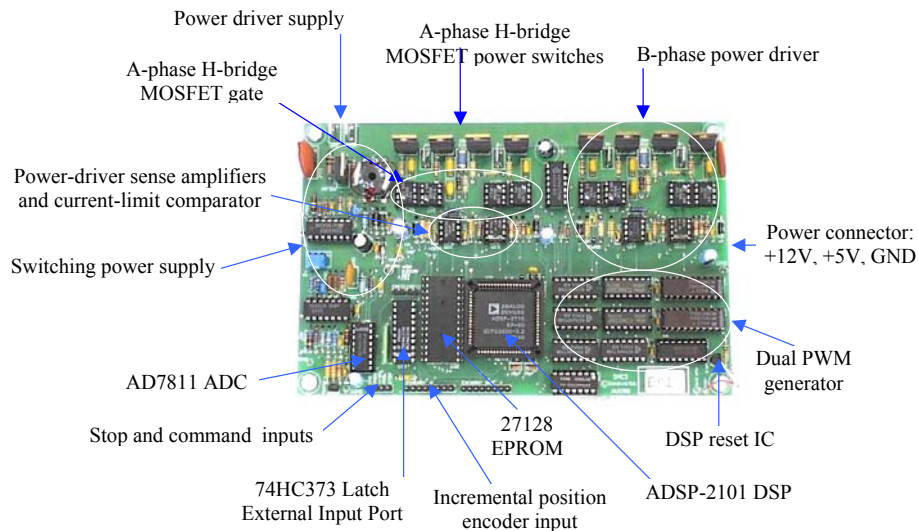 Power driver supply
A-phase H-bridge
MOSFET power switches
B-phase power driver
A-phase H-bridge
MOSFET gate
Power-driver sense amplifiers
and current-limit comparator
Power connector:
+12V, +5V, GND
Switching power supply
ANALOG
DEVICES
Dual PWM
generator
AD7811 ADC
Stop and command inputs
27128
EPROM
DSP reset IC
74HC373 Latch
External Input Port
Incremental position
encoder input
ADSP-2101 DSP